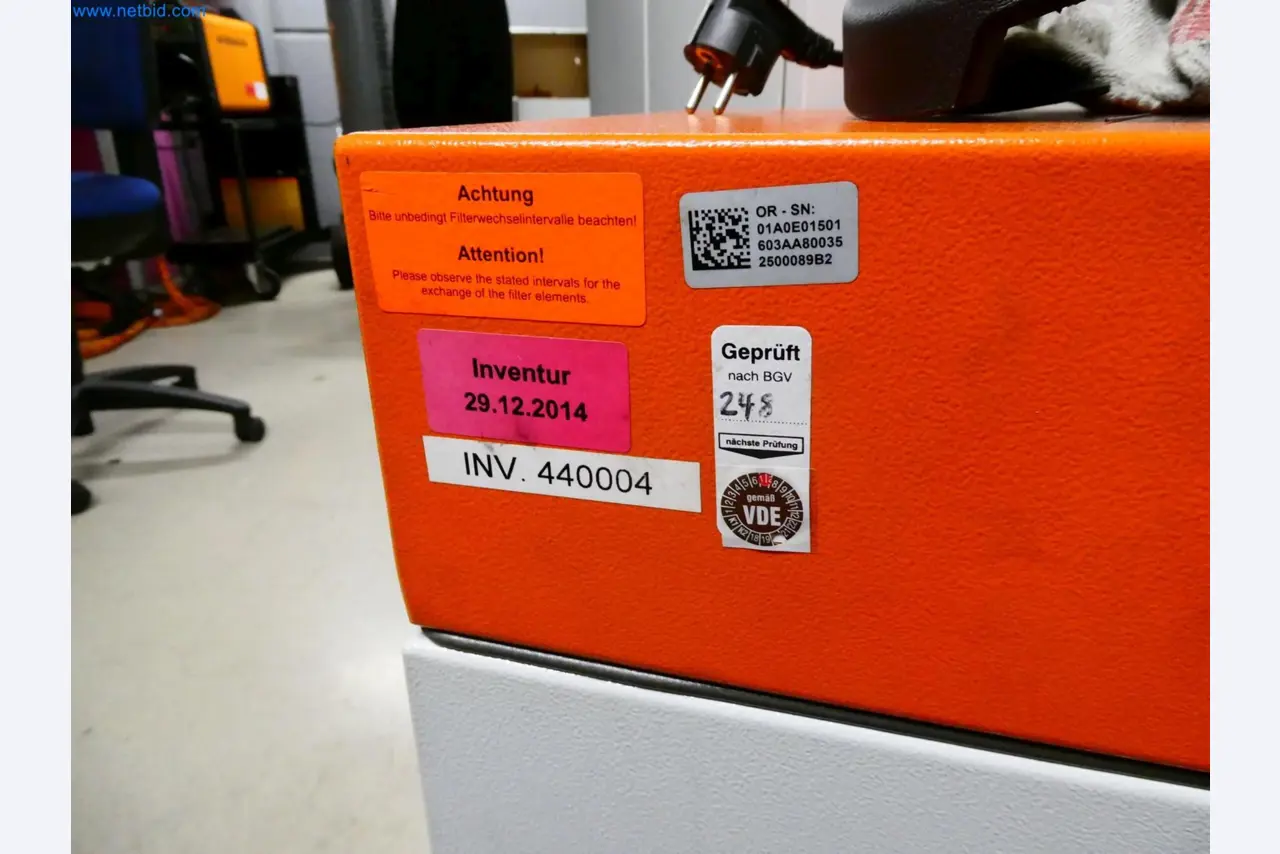 www.netbid.com
Achtung
Bitte unbedingt Filterwechselintervalle beachten!
Attention!
Please observe the stated intervals for the
exchange of the filter elements.
OR - SN:
01A0E01501
603AA80035
2500089B2
Inventur
29.12.2014
INV. 440004
Geprüft
nach BGV
248
nächste Prüfung
gemäß
VDE